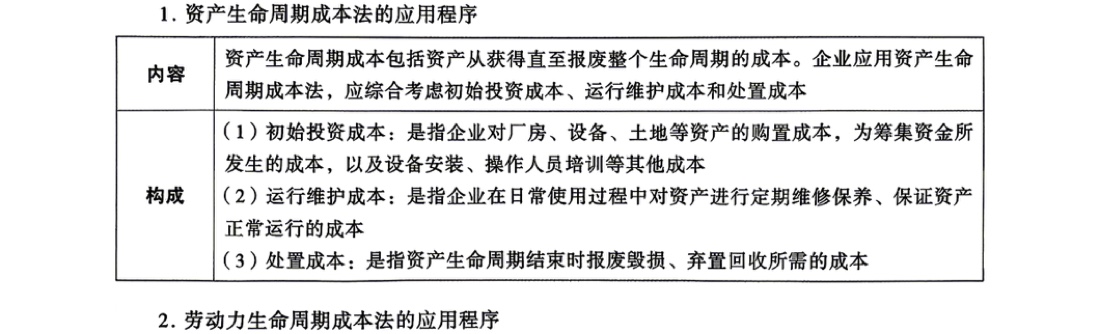 1. 资产生命周期成本法的应用程序
内容
资产生命周期成本包括资产从获得直至报废整个生命周期的成本。企业应用资产生命
周期成本法，应综合考虑初始投资成本、运行维护成本和处置成本
构成
（1）初始投资成本：是指企业对厂房、设备、土地等资产的购置成本，为筹集资金所
发生的成本，以及设备安装、操作人员培训等其他成本
（2）运行维护成本：是指企业在日常使用过程中对资产进行定期维修保养、保证资产
正常运行的成本
（3）处置成本：是指资产生命周期结束时报废毁损、弃置回收所需的成本
2. 劳动力生命周期成本法的应用程序